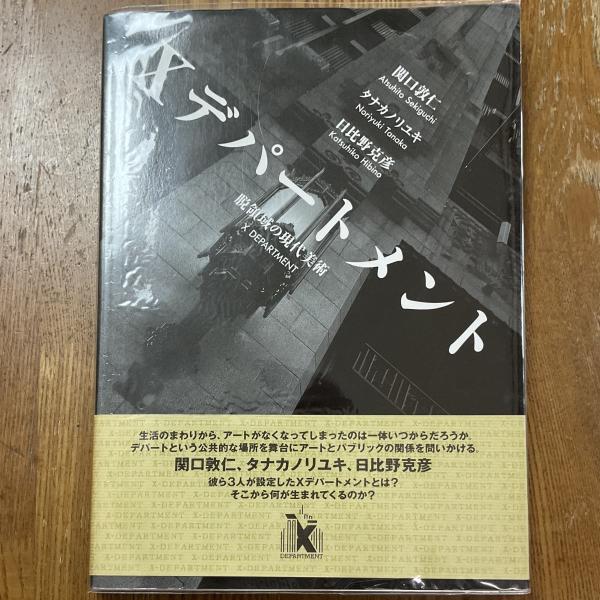 Xデパートメント
関口敦仁
Atsuhito Sekiguchi
タナカノリユキ
Noriyuki Tanaka
日比野克彦
Katsuhiko Hibino
脱領域の現代美術
X DEPARTMENT
生活のまわりから、アートがなくなってしまったのは一体いつからだろうか。
デパートという公共的な場所を舞台にアートとパブリックの関係を問いかける。
関口敦仁、タナカノリユキ、日比野克彦
彼ら3人が設定したXデパートメントとは?
そこから何が生まれてくるのか?
X
DEPARTMENT